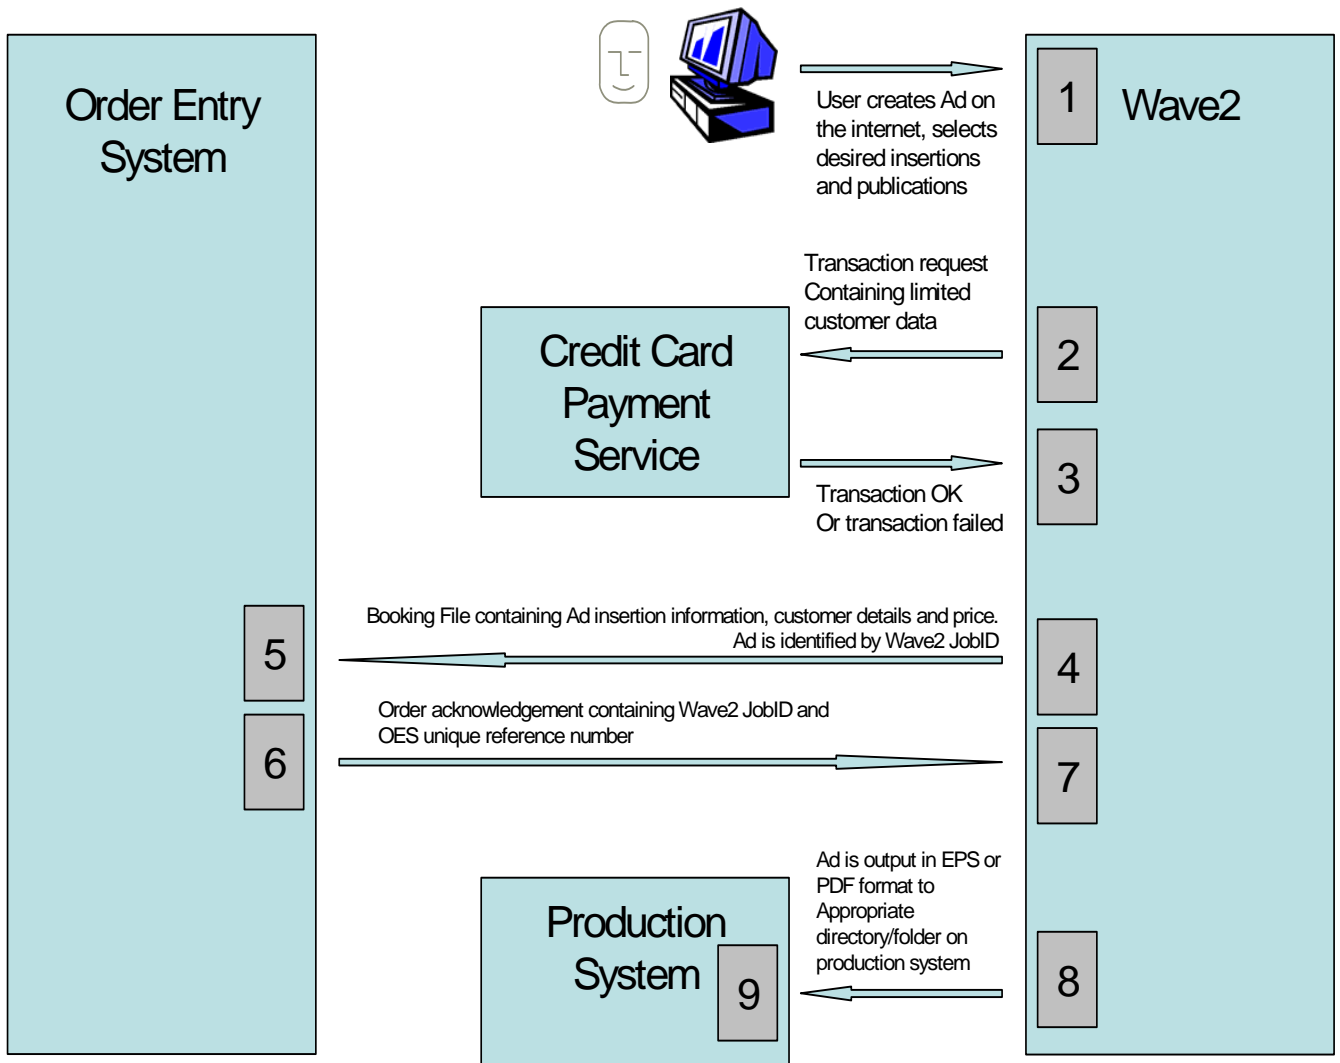 Order Entry
System
User creates Ad on
the internet, selects
desired insertions
and publications
1
Wave2
Transaction request
Containing limited
customer data
Credit Card
Payment
Service
2
Transaction OK
Or transaction failed
3
Booking File containing Ad insertion information, customer details and price.
Ad is identified by Wave2 JobID
5
4
Order acknowledgement containing Wave2 JobID and
OES unique reference number
6
7
Ad is output in EPS or
PDF format to
Appropriate
directory/folder on
production system
Production
System
9
8